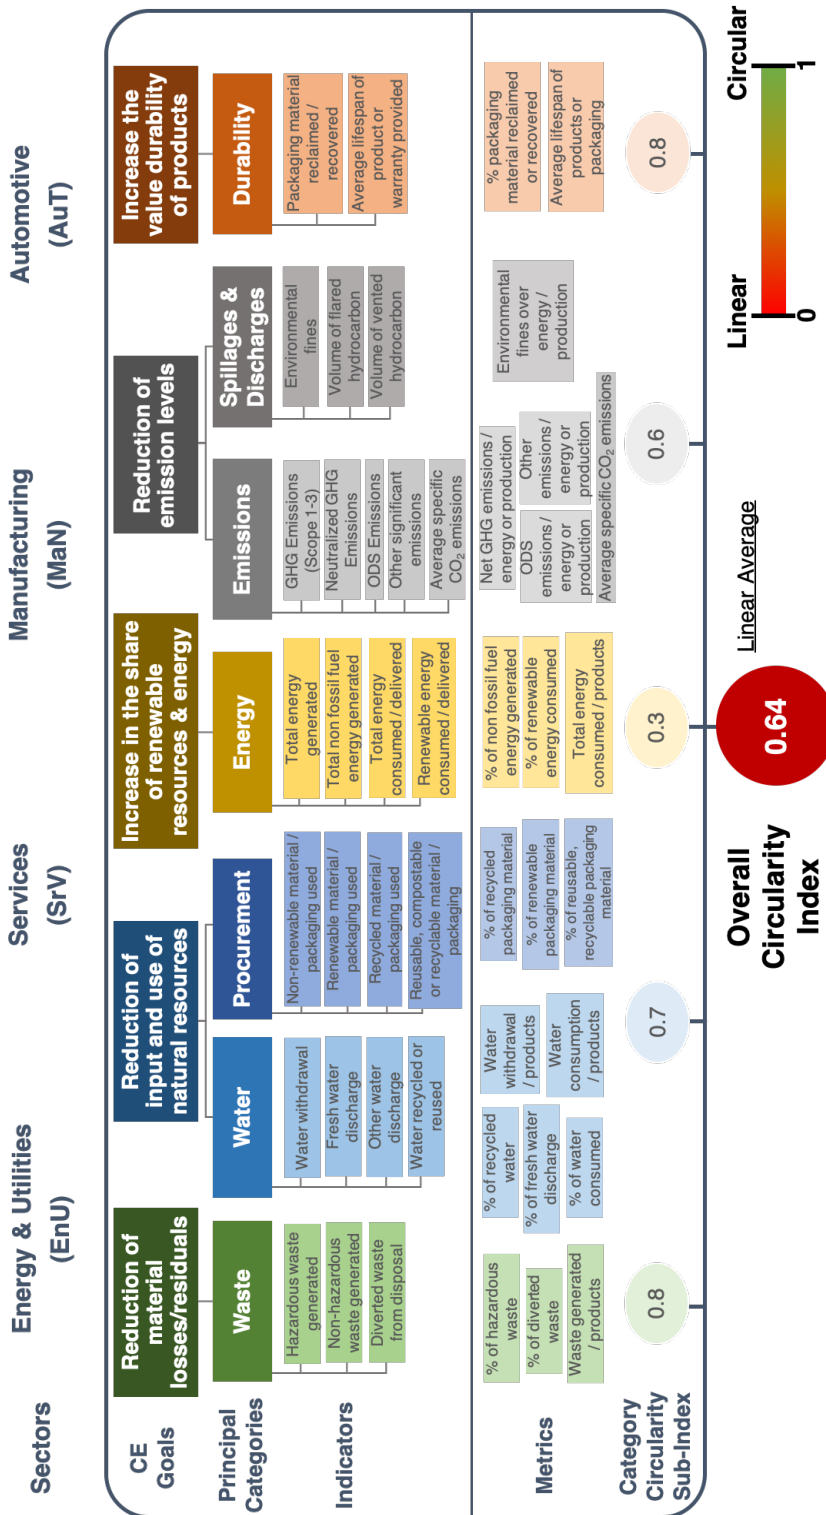 Sectors
Energy & Utilities
(EnU)
Services
(SrV)
Manufacturing
(MaN)
Automotive
(AuT)
CE
Goals
Reduction of
material
losses/residuals
Reduction of
input and use of
natural resources
Increase in the share
of renewable
resources & energy
Reduction of
emission levels
Increase the
value durability
of products
Principal
Categories
Waste
Water
Procurement
Energy
Emissions
Spillages &
Discharges
Durability
Indicators
Hazardous waste
generated
Non-hazardous
waste generated
Diverted waste
from disposal
Water withdrawal
Fresh water
discharge
Other water
discharge
Water recycled or
reused
Non-renewable material /
packaging used
Renewable material /
packaging used
Recycled material /
packaging used
Reusable, compostable
or recyclable material /
packaging
Total energy
generated
Total non fossil fuel
energy generated
Total energy
consumed / delivered
Renewable energy
consumed / delivered
GHG Emissions
(Scope 1-3)
Neutralized GHG
Emissions
ODS Emissions
Other significant
emissions
Average specific
CO₂ emissions
Environmental
fines
Volume of flared
hydrocarbon
Volume of vented
hydrocarbon
Packaging material
reclaimed /
recovered
Average lifespan of
product or
warranty provided
Metrics
% of hazardous
waste
% of diverted
waste
Waste generated
/ products
% of recycled
water
% of fresh water
discharge
% of water
consumed
Water
withdrawal
/ products
Water
consumption
/ products
% of recycled
packaging material
% of renewable
packaging material
% of reusable,
recyclable packaging
material
% of non fossil fuel
energy generated
% of renewable
energy consumed
Total energy
consumed / products
Net GHG emissions /
energy or production
ODS
emissions/
energy or
production
Other
emissions/
energy or
production
Average specific CO₂ emissions
Environmental
fines over
energy /
production
% packaging
material reclaimed
or recovered
Average lifespan of
products or
packaging
Category
Circularity
Sub-Index
0.8
0.7
0.3
0.6
0.8
Overall
Circularity
Index
0.64
Linear Average
Linear
Circular
0
1